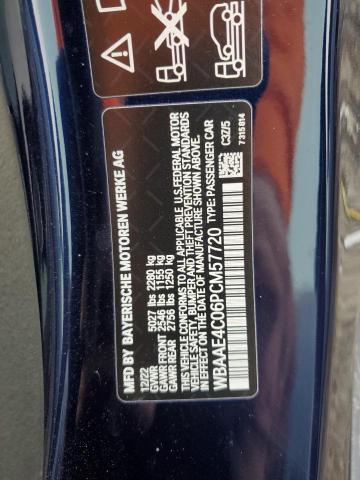 MFD BY BAYERISCHE MOTOREN WERKE AG
12/22
GVWR 5027 lbs 2280 kg
GAWR FRONT 2546 lbs 1155 kg
GAWR REAR 2756 lbs 1250 kg
THIS VEHICLE CONFORMS TO ALL APPLICABLE U.S.FEDERAL MOTOR
VEHICLE SAFETY, BUMPER AND THEFT PREVENTION STANDARDS
IN EFFECT ON THE DATE OF MANUFACTURE SHOWN ABOVE.
WBAAE4C06PCM57720 TYPE: PASSENGER CAR
C3Z/5
7315814